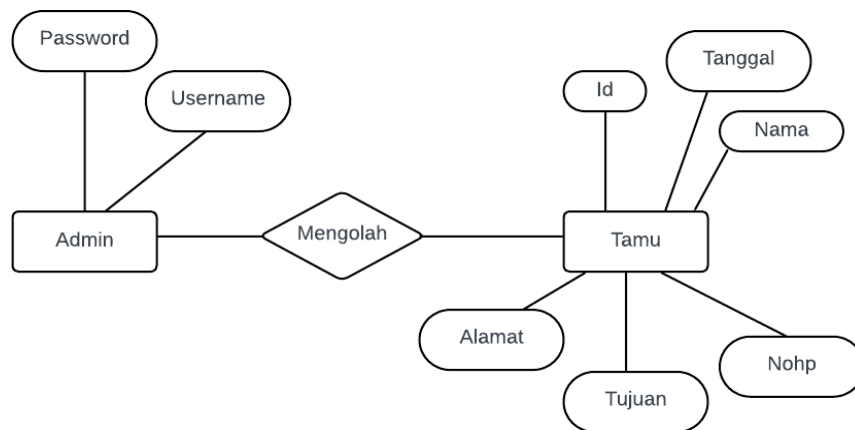 Password
Username
Id
Tanggal
Nama
Admin
Mengolah
Tamu
Alamat
Tujuan
Nohp